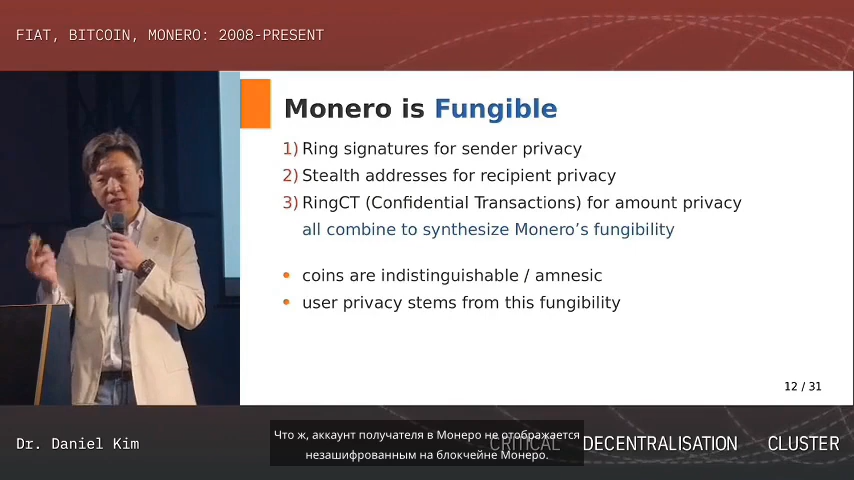 FIAT, BITCOIN, MONERO: 2008-PRESENT
Monero is Fungible
1) Ring signatures for sender privacy
2) Stealth addresses for recipient privacy
3) RingCT (Confidential Transactions) for amount privacy
all combine to synthesize Monero’s fungibility
• coins are indistinguishable / amnesic
• user privacy stems from this fungibility
12 / 31
Dr. Daniel Kim
CRITICAL DECENTRALISATION CLUSTER
Что ж, аккаунт получателя в Монеро не отображается
незашифрованным на блокчейне Монеро.